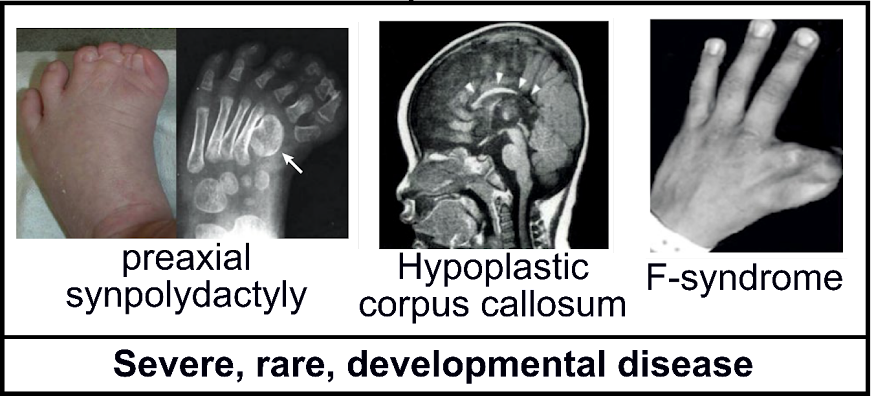 preaxial
synpolydactyly
Hypoplastic
corpus callosum
F-syndrome
Severe, rare, developmental disease